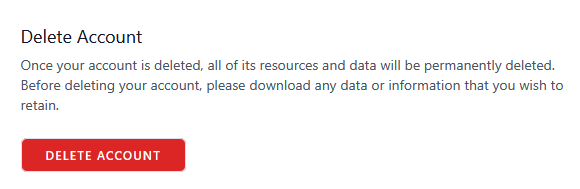 Delete Account
Once your account is deleted, all of its resources and data will be permanently deleted.
Before deleting your account, please download any data or information that you wish to
retain.
DELETE ACCOUNT